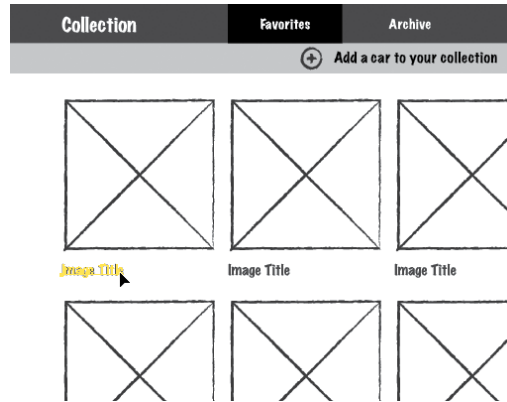 Collection Favorites Archive
Add a car to your collection
Image Title Image Title Image Title